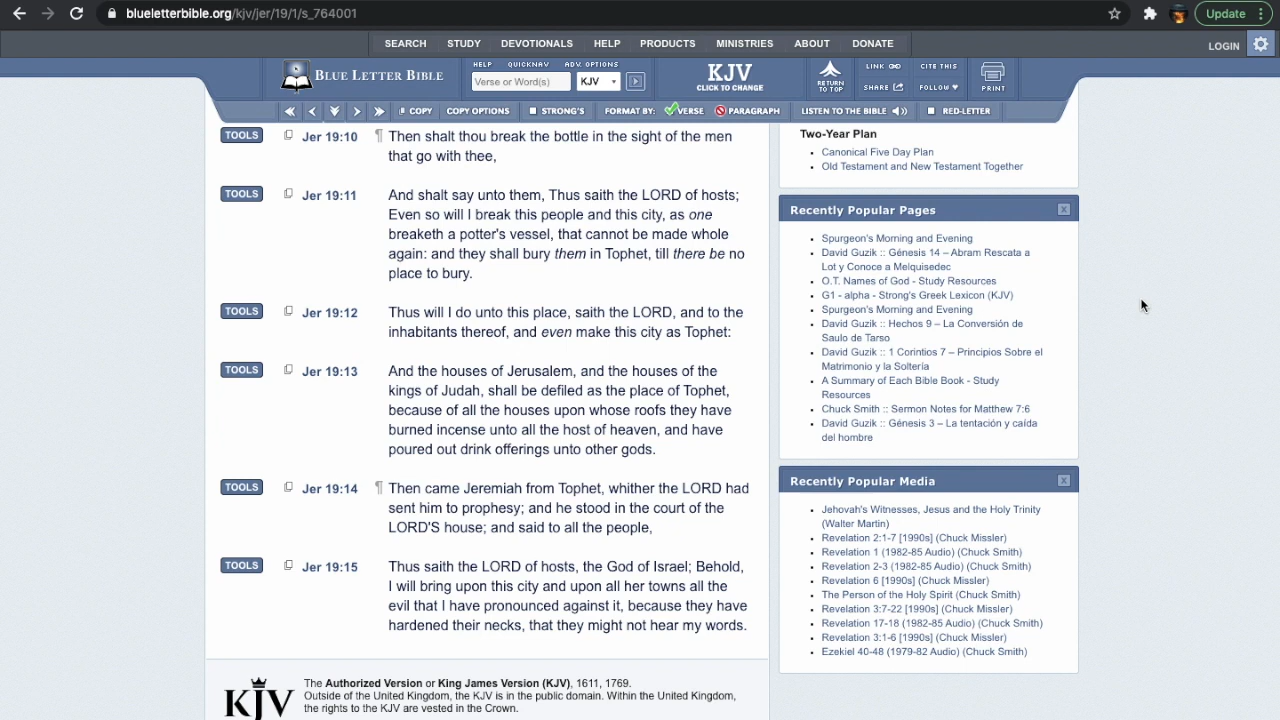 blueletterbible.org/kjv/jer/19/1/s_764001
Update
SEARCH STUDY DEVOTIONALS HELP PRODUCTS MINISTRIES ABOUT DONATE
LOGIN
BLUE LETTER BIBLE
HELP QUICKNAV ADV. OPTIONS
Verse or Word(s) KJV
KJV
CLICK TO CHANGE
RETURN
TO TOP
LINK CITE THIS
SHARE FOLLOW
PRINT
COPY COPY OPTIONS STRONG'S FORMAT BY: VERSE PARAGRAPH LISTEN TO THE BIBLE RED-LETTER
TOOLS Jer 19:10 ¶ Then shalt thou break the bottle in the sight of the men
that go with thee,
TOOLS Jer 19:11 And shalt say unto them, Thus saith the LORD of hosts;
Even so will I break this people and this city, as one
breaketh a potter's vessel, that cannot be made whole
again: and they shall bury them in Tophet, till there be no
place to bury.
TOOLS Jer 19:12 Thus will I do unto this place, saith the LORD, and to the
inhabitants thereof, and even make this city as Tophet:
TOOLS Jer 19:13 And the houses of Jerusalem, and the houses of the
kings of Judah, shall be defiled as the place of Tophet,
because of all the houses upon whose roofs they have
burned incense unto all the host of heaven, and have
poured out drink offerings unto other gods.
TOOLS Jer 19:14 ¶ Then came Jeremiah from Tophet, whither the LORD had
sent him to prophesy; and he stood in the court of the
LORD'S house; and said to all the people,
TOOLS Jer 19:15 Thus saith the LORD of hosts, the God of Israel; Behold,
I will bring upon this city and upon all her towns all the
evil that I have pronounced against it, because they have
hardened their necks, that they might not hear my words.
KJV
The Authorized Version or King James Version (KJV), 1611, 1769.
Outside of the United Kingdom, the KJV is in the public domain. Within the United Kingdom,
the rights to the KJV are vested in the Crown.
Two-Year Plan
Canonical Five Day Plan
Old Testament and New Testament Together
Recently Popular Pages
Spurgeon's Morning and Evening
David Guzik :: Génesis 14 – Abram Rescata a
Lot y Conoce a Melquisedec
O.T. Names of God - Study Resources
G1 - alpha - Strong's Greek Lexicon (KJV)
Spurgeon's Morning and Evening
David Guzik :: Hechos 9 – La Conversión de
Saulo de Tarso
David Guzik :: 1 Corintios 7 – Principios Sobre el
Matrimonio y la Soltería
A Summary of Each Bible Book - Study
Resources
Chuck Smith :: Sermon Notes for Matthew 7:6
David Guzik :: Génesis 3 – La tentación y caída
del hombre
Recently Popular Media
Jehovah's Witnesses, Jesus and the Holy Trinity
(Walter Martin)
Revelation 2:1-7 [1990s] (Chuck Missler)
Revelation 1 (1982-85 Audio) (Chuck Smith)
Revelation 2-3 (1982-85 Audio) (Chuck Smith)
Revelation 6 [1990s] (Chuck Missler)
The Person of the Holy Spirit (Chuck Smith)
Revelation 3:7-22 [1990s] (Chuck Missler)
Revelation 17-18 (1982-85 Audio) (Chuck Smith)
Revelation 3:1-6 [1990s] (Chuck Missler)
Ezekiel 40-48 (1979-82 Audio) (Chuck Smith)